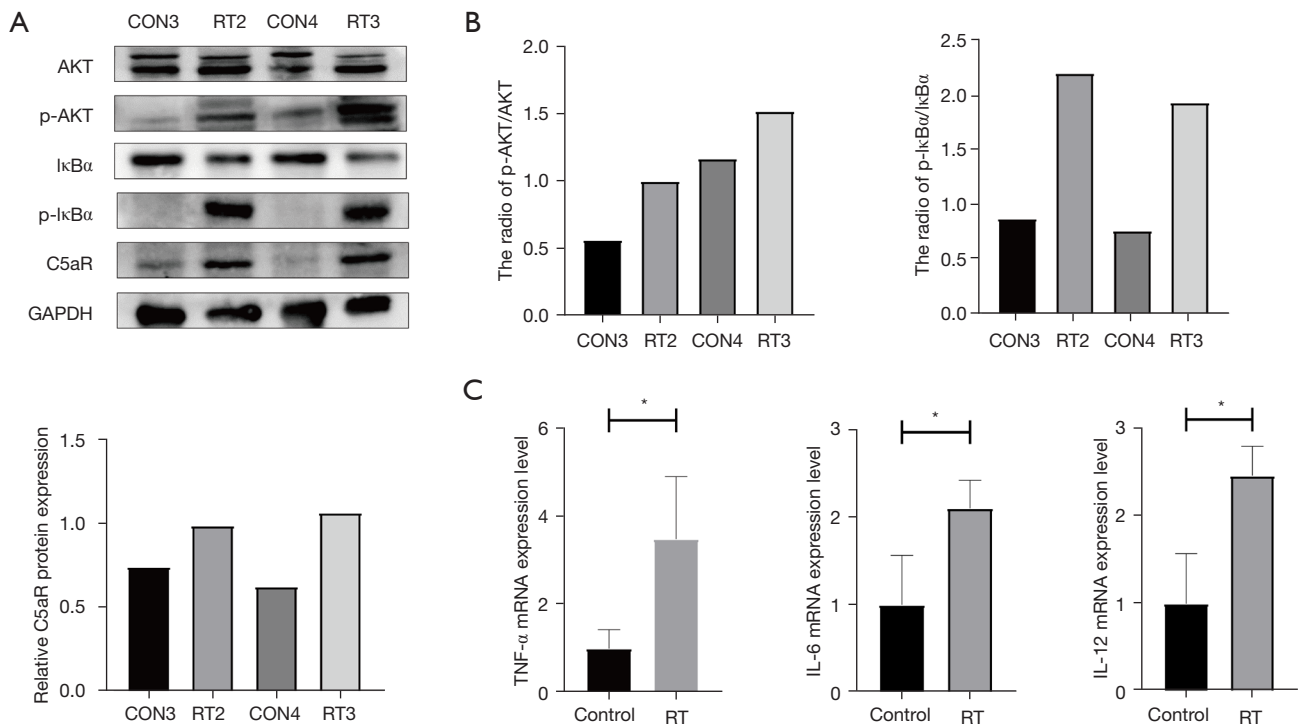 A
CON3 RT2 CON4 RT3
AKT
p-AKT
IκBα
p-IκBα
C5aR
GAPDH
B
The radio of p-AKT/AKT
2.0
1.5
1.0
0.5
0.0
CON3 RT2 CON4 RT3
The radio of p-IκBα/IκBα
2.5
2.0
1.5
1.0
0.5
0.0
CON3 RT2 CON4 RT3
Relative C5aR protein expression
1.5
1.0
0.5
0.0
CON3 RT2 CON4 RT3
C
TNF-α mRNA expression level
6
4
2
0
*
Control RT
IL-6 mRNA expression level
3
2
1
0
*
Control RT
IL-12 mRNA expression level
3
2
1
0
*
Control RT